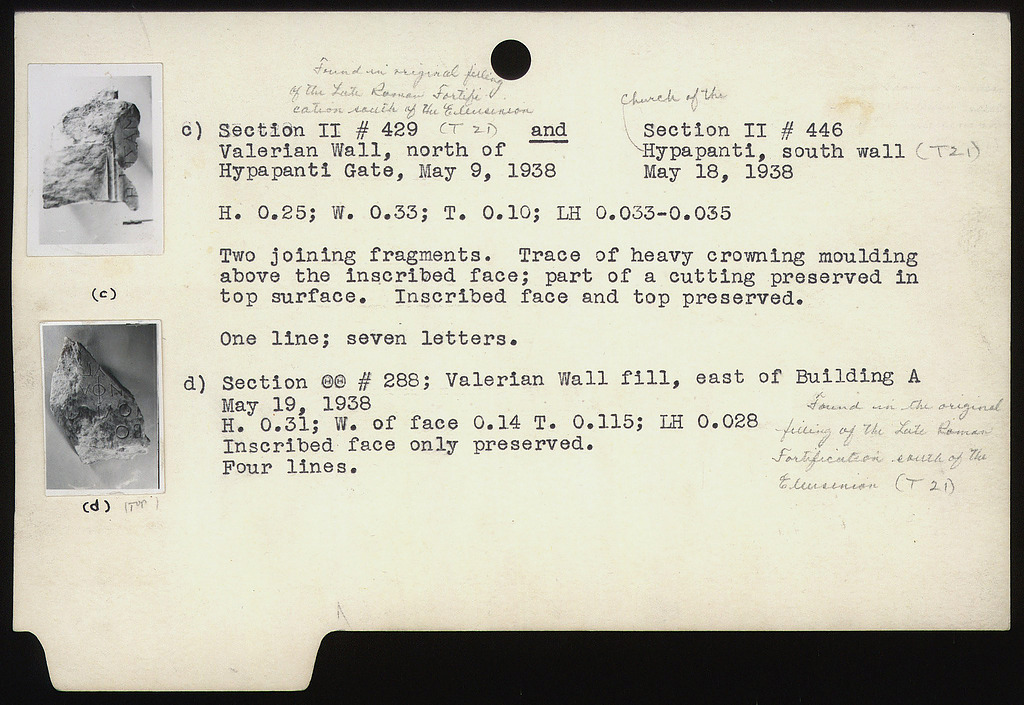 Found in original filling
of the Late Roman Fortifi-
cation south of the Eleusinion
Church of the
c) Section II # 429 (T 21) and Section II # 446
Valerian Wall, north of Hypapanti, south wall (T21)
Hypapanti Gate, May 9, 1938 May 18, 1938
H. 0.25; W. 0.33; T. 0.10; LH 0.033-0.035
Two joining fragments. Trace of heavy crowning moulding
above the inscribed face; part of a cutting preserved in
top surface. Inscribed face and top preserved.
(c)
One line; seven letters.
d) Section ΘΘ # 288; Valerian Wall fill, east of Building A
May 19, 1938
H. 0.31; W. of face 0.14 T. 0.115; LH 0.028
Inscribed face only preserved.
Four lines.
Found in the original
filling of the Late Roman
Fortification south of the
Eleusinion (T 21)
(d) (Top)